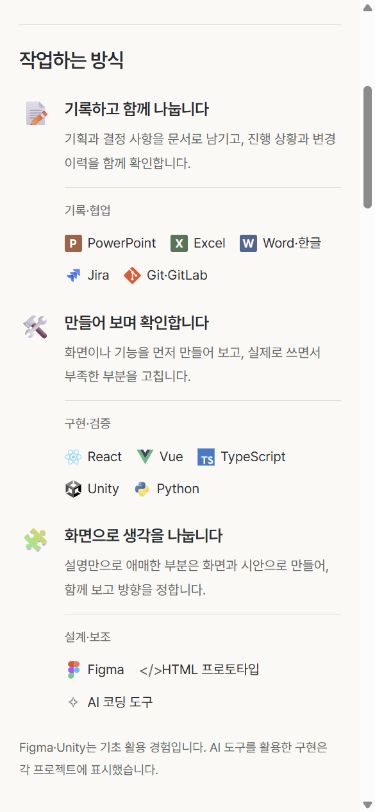 작업하는 방식
기록하고 함께 나눕니다
기획과 결정 사항을 문서로 남기고, 진행 상황과 변경
이력을 함께 확인합니다.
기록·협업
P PowerPoint X Excel W Word·한글
Jira Git·GitLab
만들어 보며 확인합니다
화면이나 기능을 먼저 만들어 보고, 실제로 쓰면서
부족한 부분을 고칩니다.
구현·검증
React Vue TS TypeScript
Unity Python
화면으로 생각을 나눕니다
설명만으로 애매한 부분은 화면과 시안으로 만들어,
함께 보고 방향을 정합니다.
설계·보조
Figma </>HTML 프로토타입
AI 코딩 도구
Figma·Unity는 기초 활용 경험입니다. AI 도구를 활용한 구현은
각 프로젝트에 표시했습니다.